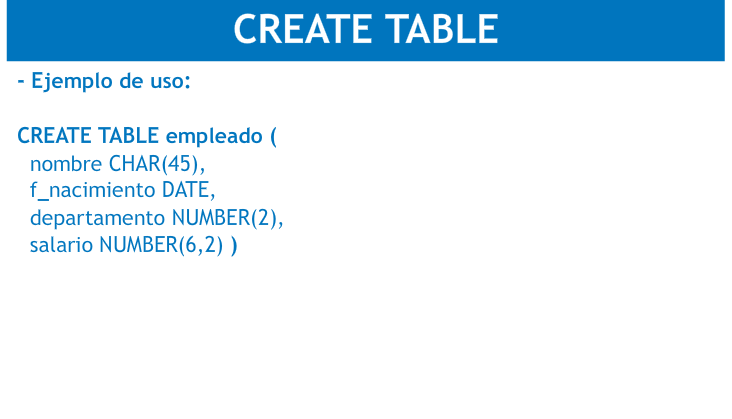 CREATE TABLE
- Ejemplo de uso:
CREATE TABLE empleado (
nombre CHAR(45),
f_nacimiento DATE,
departamento NUMBER(2),
salario NUMBER(6,2) )